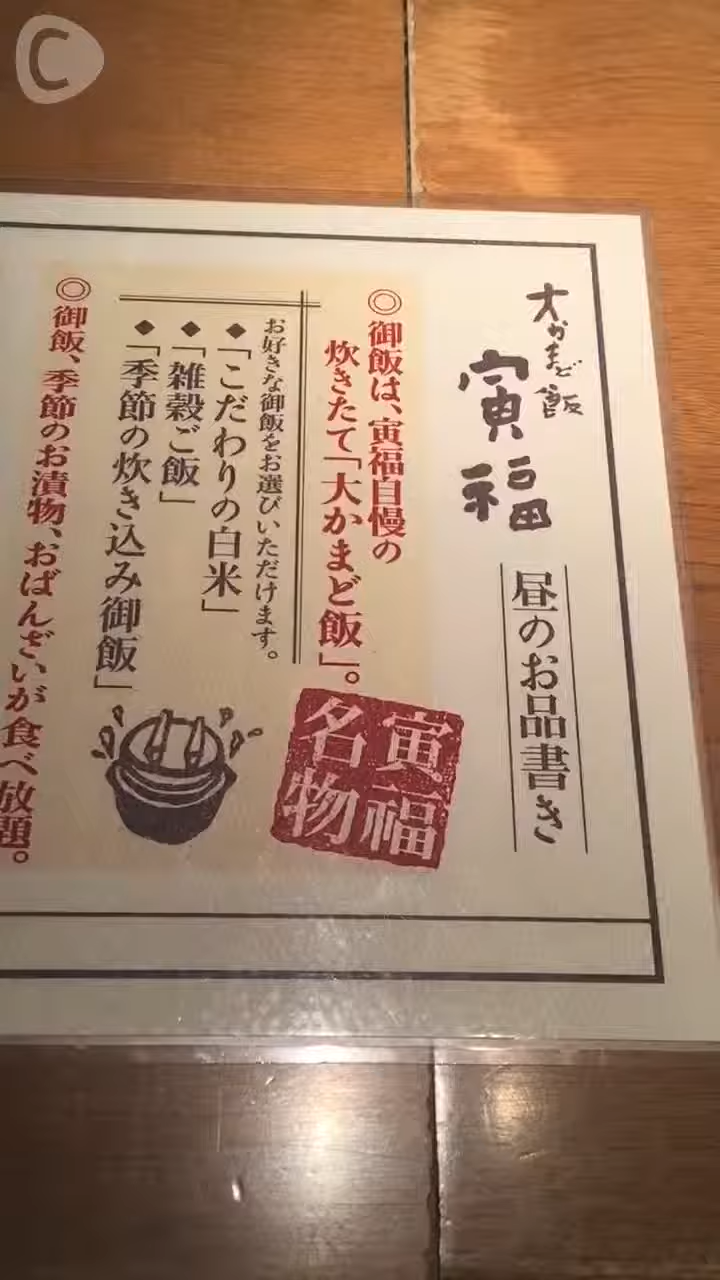 大かまど飯
寅福
昼のお品書き
◎御飯は、寅福自慢の
炊きたて「大かまど飯」。
寅福
名物
お好きな御飯をお選びいただけます。
◆「こだわりの白米」
◆「雑穀ご飯」
◆「季節の炊き込み御飯」
◎御飯、季節のお漬物、おばんざいが食べ放題。
C